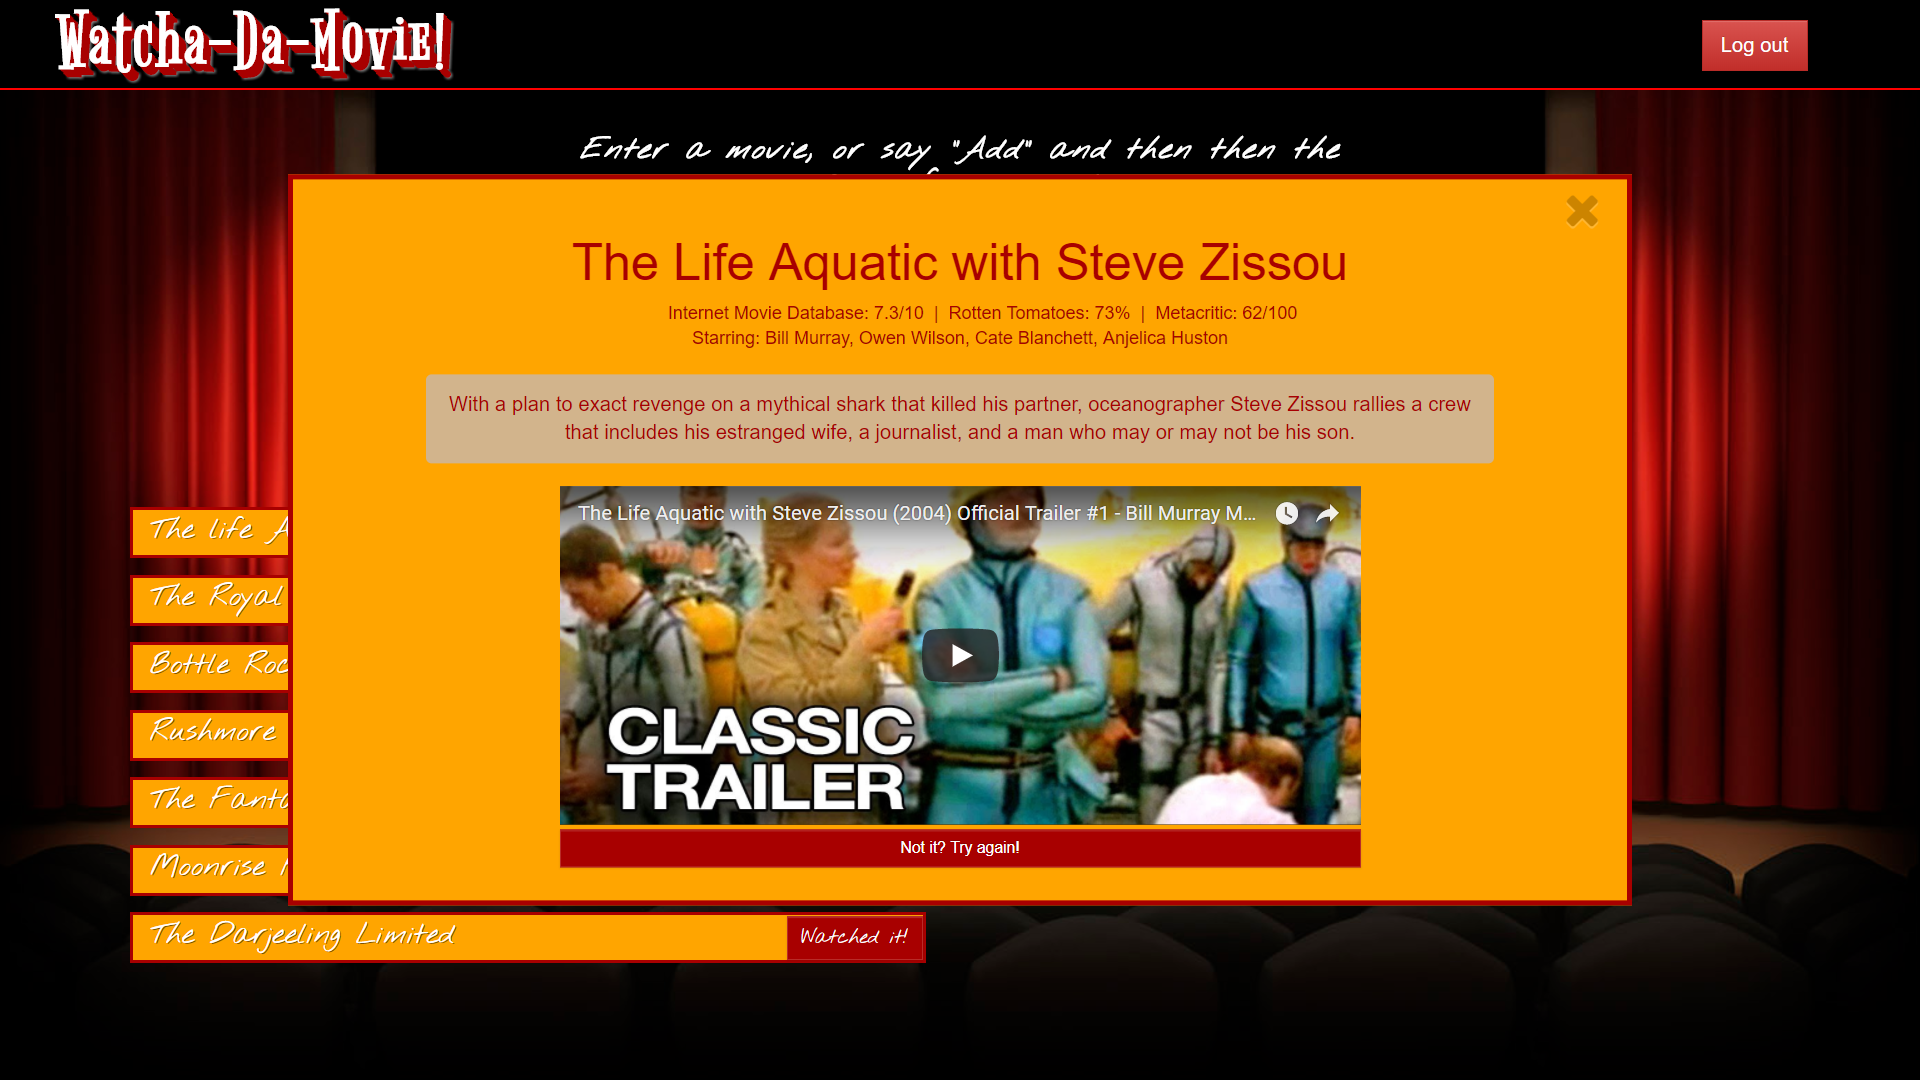 Watcha-Da-Movie!
Log out
Enter a movie, or say "Add" and then then the
The Life Aquatic with Steve Zissou
Internet Movie Database: 7.3/10 | Rotten Tomatoes: 73% | Metacritic: 62/100
Starring: Bill Murray, Owen Wilson, Cate Blanchett, Anjelica Huston
With a plan to exact revenge on a mythical shark that killed his partner, oceanographer Steve Zissou rallies a crew
that includes his estranged wife, a journalist, and a man who may or may not be his son.
The Life Aquatic with Steve Zissou (2004) Official Trailer #1 - Bill Murray M...
CLASSIC
TRAILER
Not it? Try again!
The life A
The Royal
Bottle Roc
Rushmore
The Fanta
Moonrise
The Darjeeling Limited
Watched it!